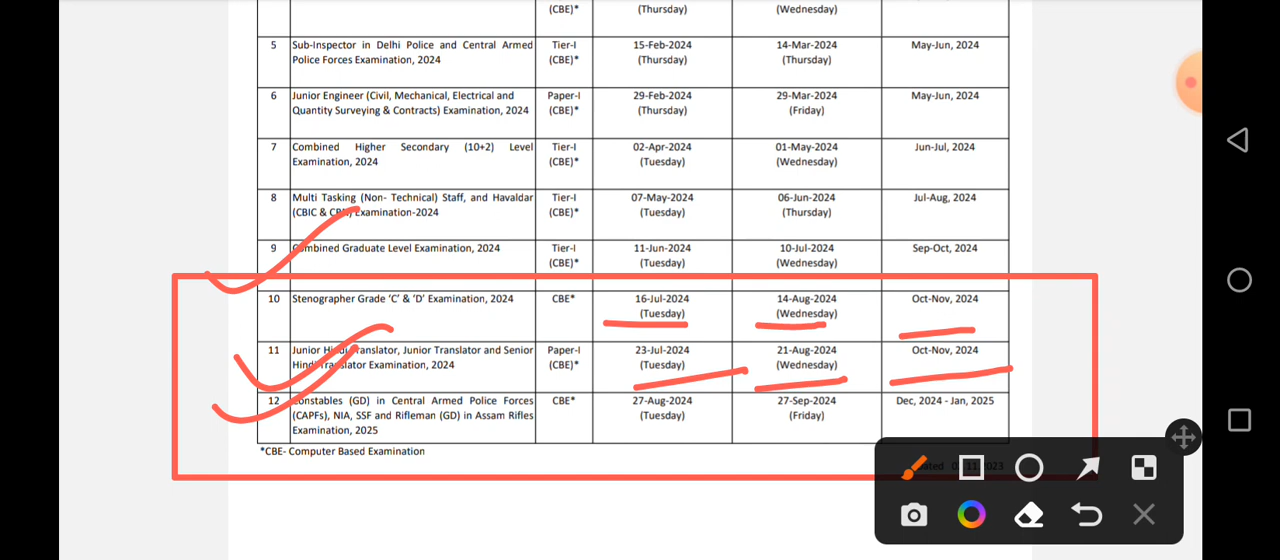 (CBE)* (Thursday) (Wednesday)
5 Sub-Inspector in Delhi Police and Central Armed Tier-I 15-Feb-2024 14-Mar-2024 May-Jun, 2024
Police Forces Examination, 2024 (CBE)* (Thursday) (Thursday)
6 Junior Engineer (Civil, Mechanical, Electrical and Paper-I 29-Feb-2024 29-Mar-2024 May-Jun, 2024
Quantity Surveying & Contracts) Examination, 2024 (CBE)* (Thursday) (Friday)
7 Combined Higher Secondary (10+2) Level Tier-I 02-Apr-2024 01-May-2024 Jun-Jul, 2024
Examination, 2024 (CBE)* (Tuesday) (Wednesday)
8 Multi Tasking (Non- Technical) Staff, and Havaldar Tier-I 07-May-2024 06-Jun-2024 Jul-Aug, 2024
(CBIC & Examination-2024 (CBE)* (Tuesday) (Thursday)
9 Combined Graduate Level Examination, 2024 Tier-I 11-Jun-2024 10-Jul-2024 Sep-Oct, 2024
(CBE)* (Tuesday) (Wednesday)
10 Stenographer Grade ‘C’ & ‘D’ Examination, 2024 CBE* 16-Jul-2024 14-Aug-2024 Oct-Nov, 2024
(Tuesday) (Wednesday)
11 Junior Hindi Translator, Junior Translator and Senior Paper-I 23-Jul-2024 21-Aug-2024 Oct-Nov, 2024
Hindi Translator Examination, 2024 (CBE)* (Tuesday) (Wednesday)
12 Constables (GD) in Central Armed Police Forces CBE* 27-Aug-2024 27-Sep-2024 Dec, 2024 - Jan, 2025
(CAPFs), NIA, SSF and Rifleman (GD) in Assam Rifles (Tuesday) (Friday)
Examination, 2025
*CBE- Computer Based Examination